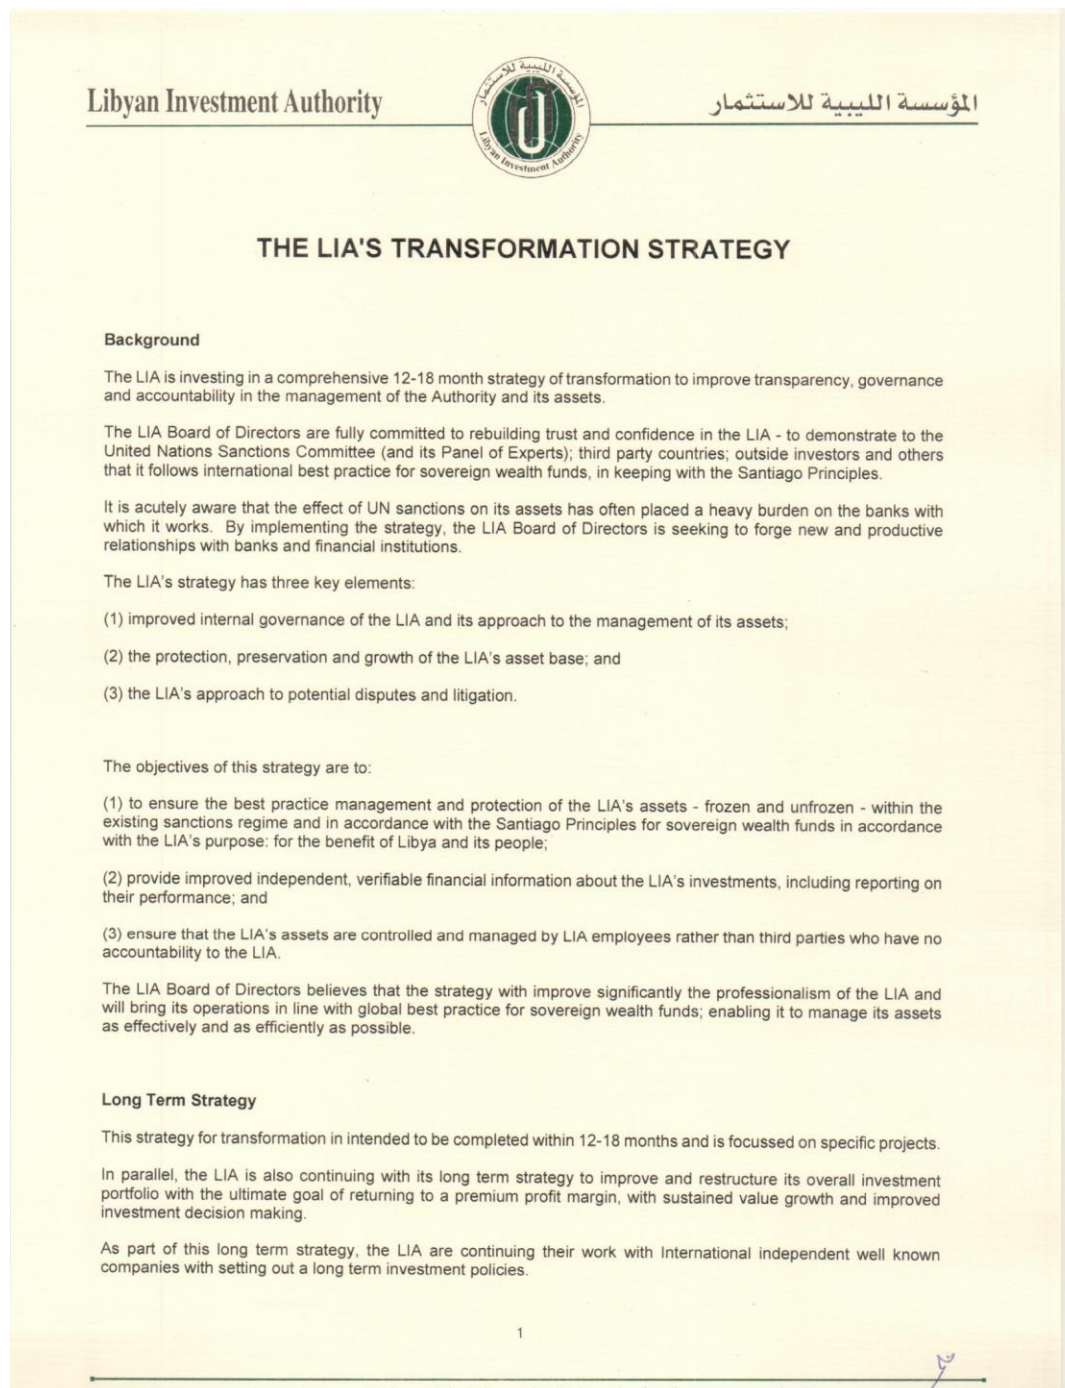 Libyan Investment Authority
المؤسسة الليبية للاستثمار
المؤسسة الليبية للاستثمار
Libyan Investment Authority
THE LIA'S TRANSFORMATION STRATEGY
Background
The LIA is investing in a comprehensive 12-18 month strategy of transformation to improve transparency, governance
and accountability in the management of the Authority and its assets.
The LIA Board of Directors are fully committed to rebuilding trust and confidence in the LIA - to demonstrate to the
United Nations Sanctions Committee (and its Panel of Experts); third party countries; outside investors and others
that it follows international best practice for sovereign wealth funds, in keeping with the Santiago Principles.
It is acutely aware that the effect of UN sanctions on its assets has often placed a heavy burden on the banks with
which it works. By implementing the strategy, the LIA Board of Directors is seeking to forge new and productive
relationships with banks and financial institutions.
The LIA's strategy has three key elements:
(1) improved internal governance of the LIA and its approach to the management of its assets;
(2) the protection, preservation and growth of the LIA's asset base; and
(3) the LIA's approach to potential disputes and litigation.
The objectives of this strategy are to:
(1) to ensure the best practice management and protection of the LIA's assets - frozen and unfrozen - within the
existing sanctions regime and in accordance with the Santiago Principles for sovereign wealth funds in accordance
with the LIA's purpose: for the benefit of Libya and its people;
(2) provide improved independent, verifiable financial information about the LIA's investments, including reporting on
their performance; and
(3) ensure that the LIA's assets are controlled and managed by LIA employees rather than third parties who have no
accountability to the LIA.
The LIA Board of Directors believes that the strategy with improve significantly the professionalism of the LIA and
will bring its operations in line with global best practice for sovereign wealth funds; enabling it to manage its assets
as effectively and as efficiently as possible.
Long Term Strategy
This strategy for transformation in intended to be completed within 12-18 months and is focussed on specific projects.
In parallel, the LIA is also continuing with its long term strategy to improve and restructure its overall investment
portfolio with the ultimate goal of returning to a premium profit margin, with sustained value growth and improved
investment decision making.
As part of this long term strategy, the LIA are continuing their work with International independent well known
companies with setting out a long term investment policies.
1